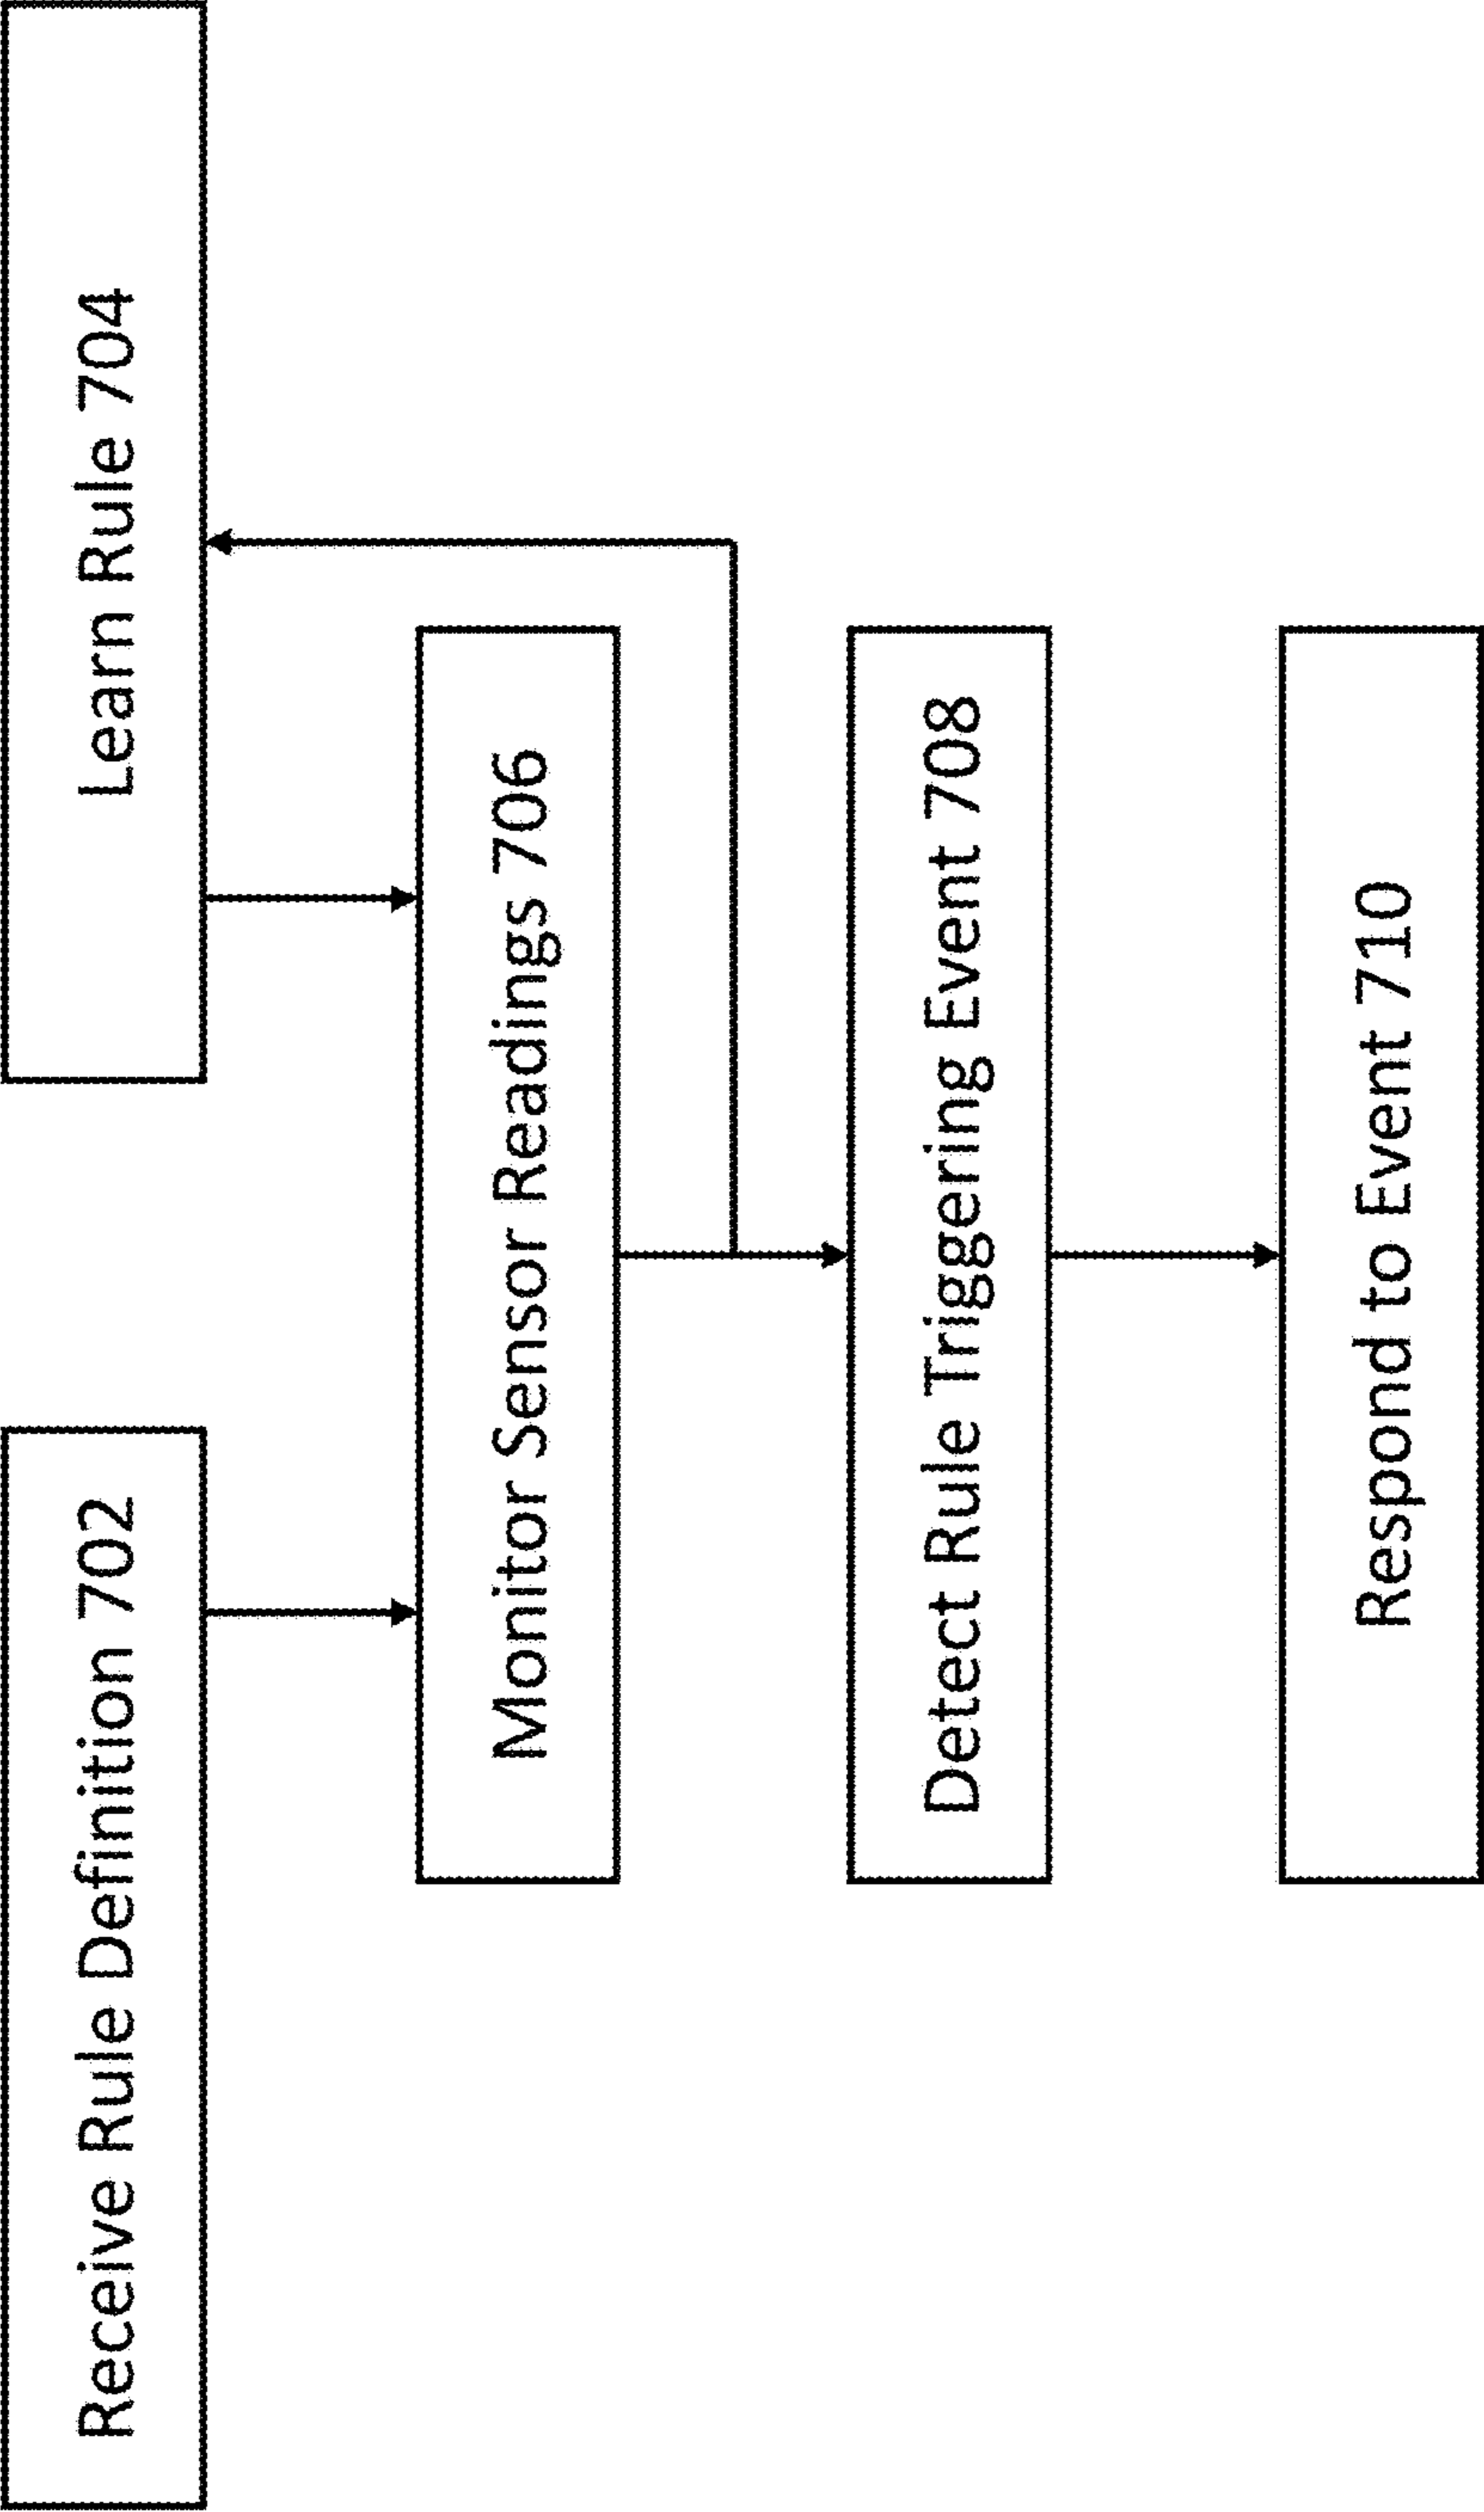 Receive Rule Definition 702
Learn Rule 704
Monitor Sensor Readings 706
Detect Rule Triggering Event 708
Respond to Event 710